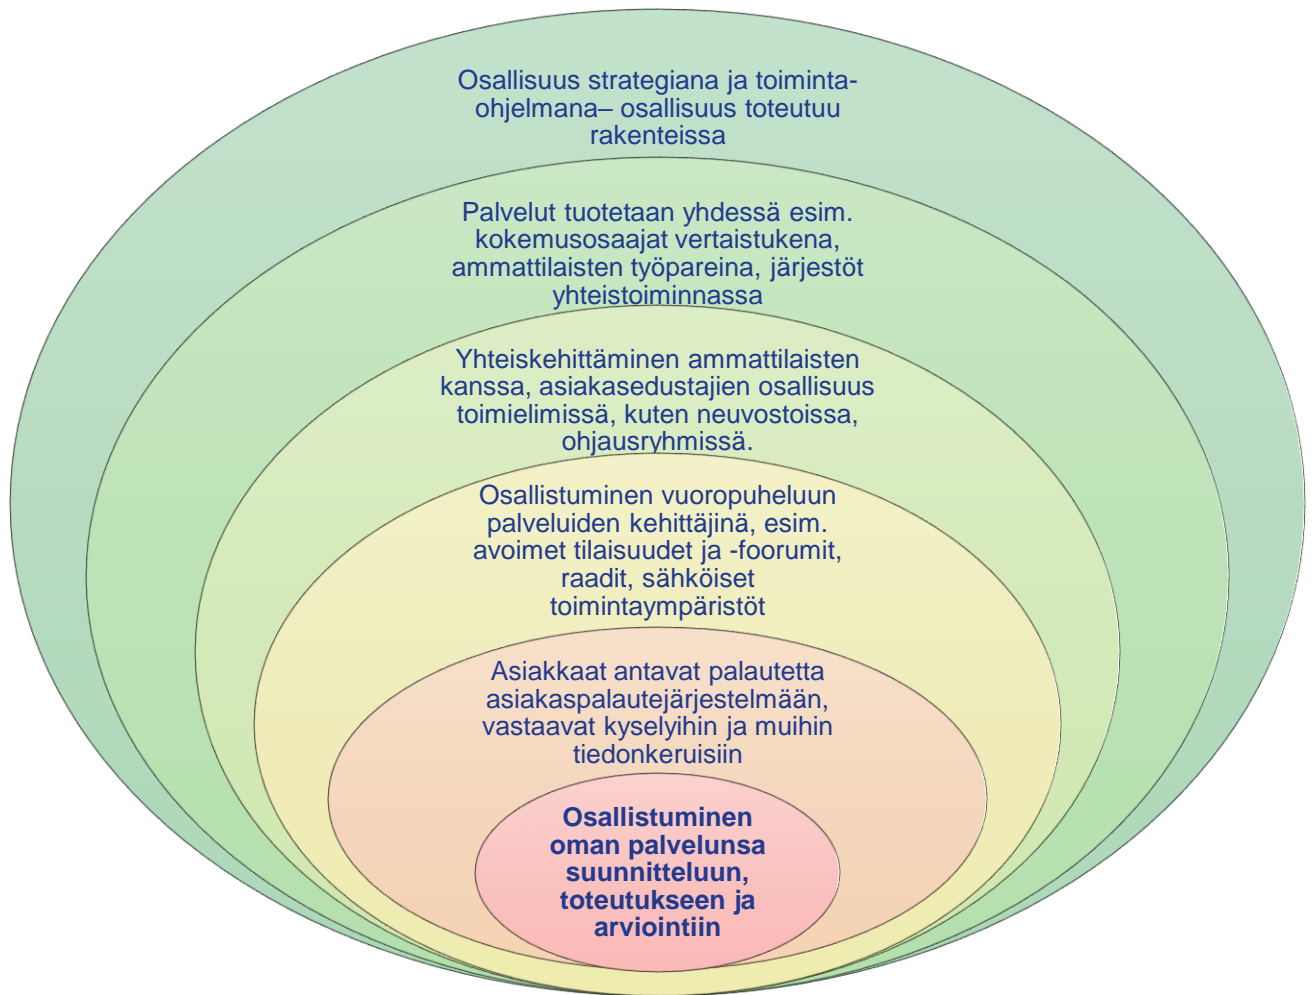 Osallisuus strategiana ja toiminta-
ohjelmana– osallisuus toteutuu
rakenteissa
Palvelut tuotetaan yhdessä esim.
kokemusosaajat vertaistukena,
ammattilaisten työpareina, järjestöt
yhteistoiminnassa
Yhteiskehittäminen ammattilaisten
kanssa, asiakasedustajien osallisuus
toimielimissä, kuten neuvostoissa,
ohjausryhmissä.
Osallistuminen vuoropuheluun
palveluiden kehittäjinä, esim.
avoimet tilaisuudet ja -foorumit,
raadit, sähköiset
toimintaympäristöt
Asiakkaat antavat palautetta
asiakaspalautejärjestelmään,
vastaavat kyselyihin ja muihin
tiedonkeruisiin
Osallistuminen
oman palvelunsa
suunnitteluun,
toteutukseen ja
arviointiin